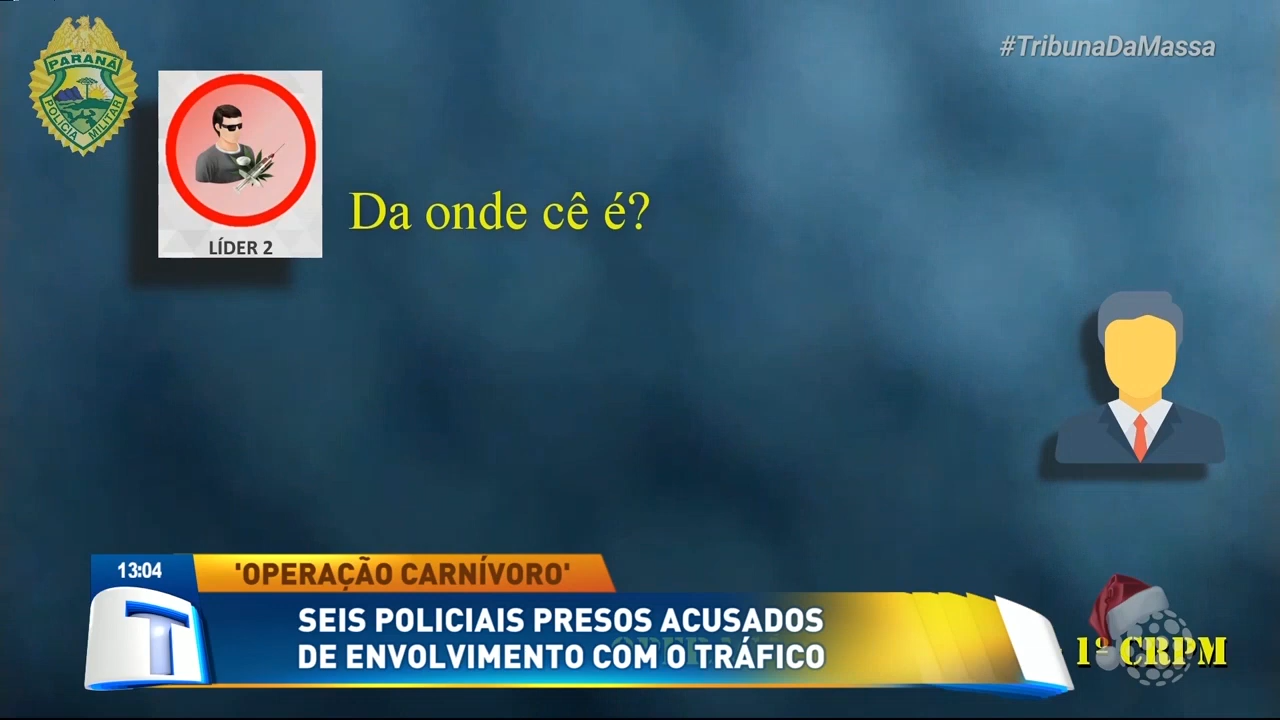 PARANÁ
POLÍCIA MILITAR
#TribunaDaMassa
LÍDER 2
Da onde cê é?
13:04
'OPERAÇÃO CARNÍVORO'
T
SEIS POLICIAIS PRESOS ACUSADOS
DE ENVOLVIMENTO COM O TRÁFICO
1º CRPM